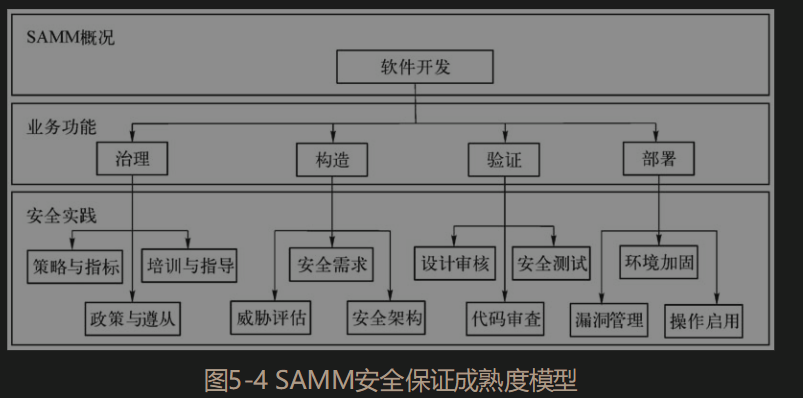 SAMM概况
软件开发
业务功能
治理 构造 验证 部署
安全实践
策略与指标 培训与指导 安全需求 设计审核 安全测试 环境加固
政策与遵从 威胁评估 安全架构 代码审查 漏洞管理 操作启用
图5-4 SAMM安全保证成熟度模型